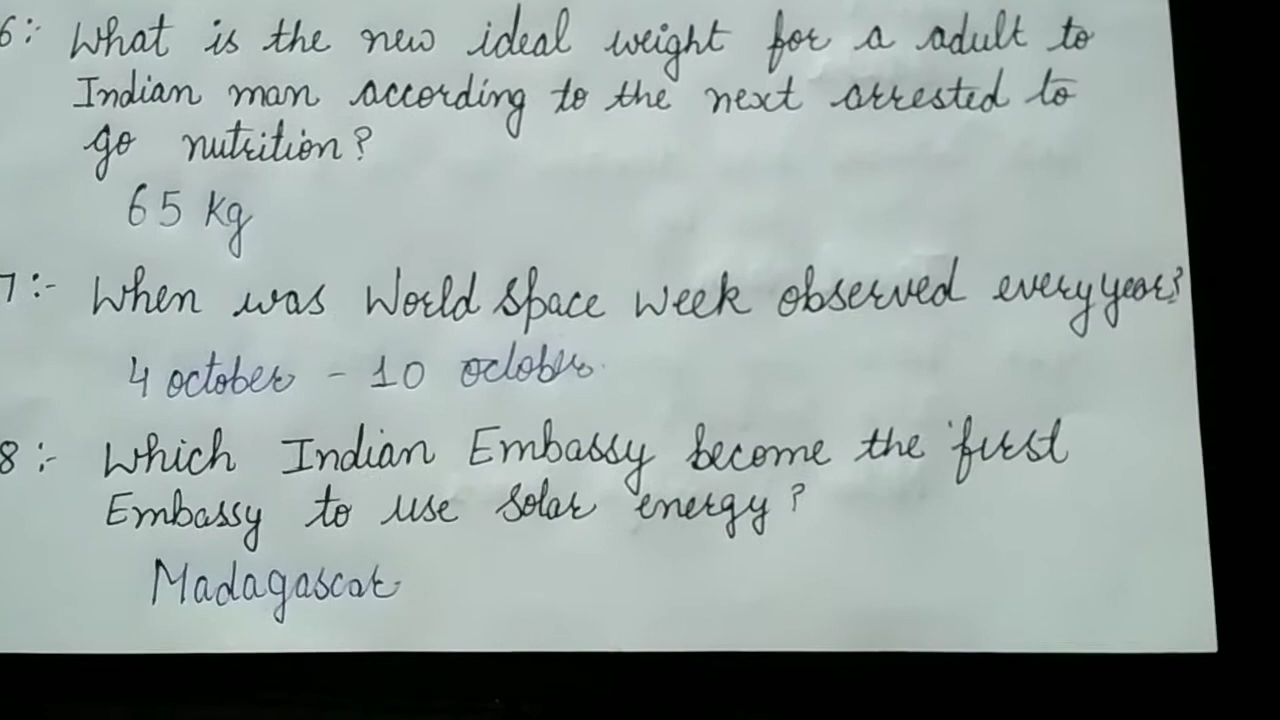 6:- What is the new ideal weight for a adult to
Indian man according to the next arrested to
go nutrition?
65 Kg
7:- When was World Space Week observed every year?
4 october - 10 october
8:- Which Indian Embassy become the first
Embassy to use solar energy?
Madagascar